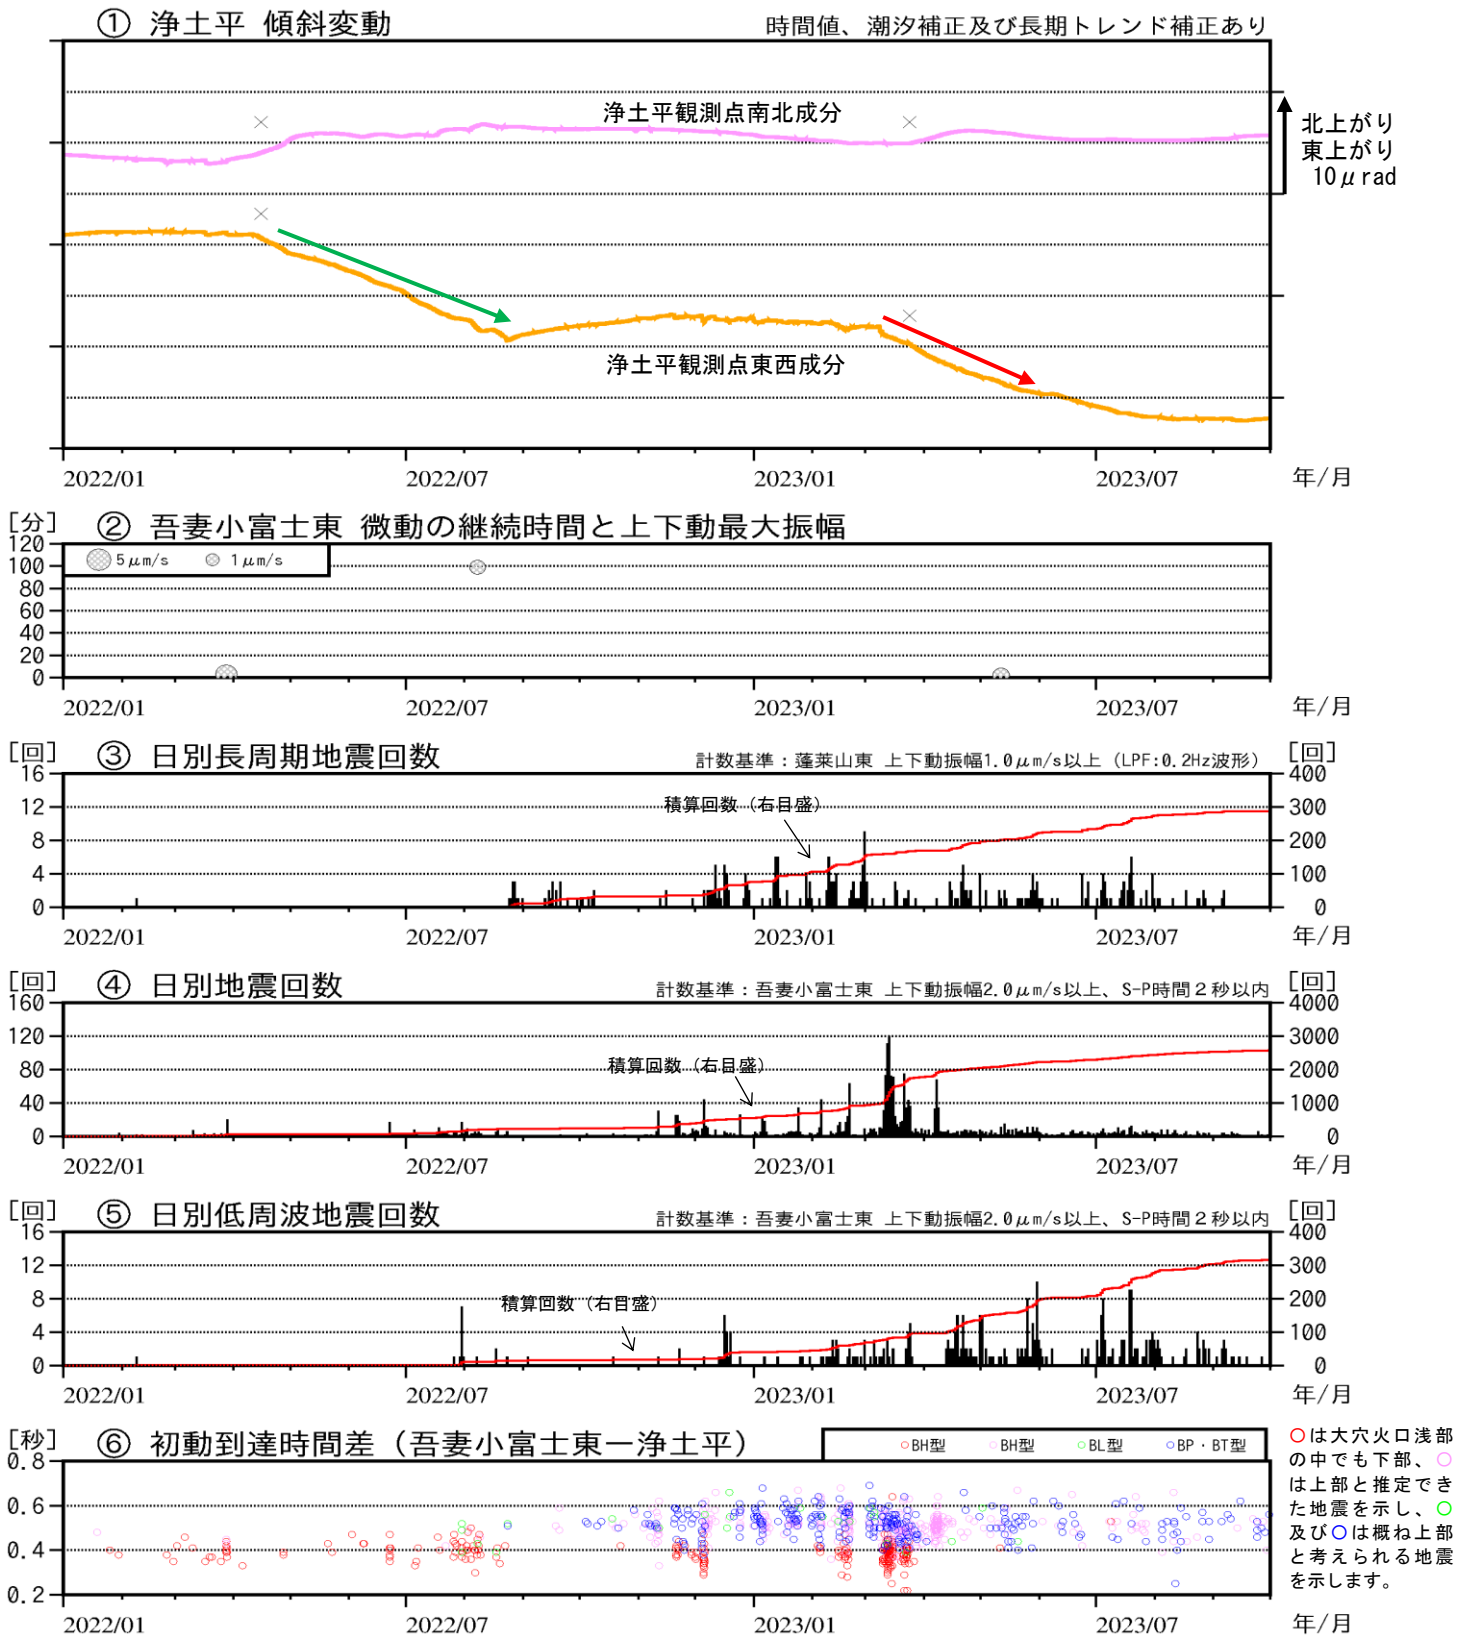 ① 浄土平 傾斜変動
時間値、潮汐補正及び長期トレンド補正あり
浄土平観測点南北成分
北上がり
東上がり
10μrad
浄土平観測点東西成分
2022/01 2022/07 2023/01 2023/07 年/月
[分] ② 吾妻小富士東 微動の継続時間と上下動最大振幅
120
100
80
60
40
20
0
5μm/s 1μm/s
2022/01 2022/07 2023/01 2023/07 年/月
[回] ③ 日別長周期地震回数
計数基準：蓬莱山東 上下動振幅1.0μm/s以上（LPF:0.2Hz波形） [回]
16 400
12 300
8 200
4 100
0 0
積算回数（右目盛）
2022/01 2022/07 2023/01 2023/07 年/月
[回] ④ 日別地震回数
計数基準：吾妻小富士東 上下動振幅2.0μm/s以上、S-P時間２秒以内 [回]
160 4000
120 3000
80 2000
40 1000
0 0
積算回数（右目盛）
2022/01 2022/07 2023/01 2023/07 年/月
[回] ⑤ 日別低周波地震回数
計数基準：吾妻小富士東 上下動振幅2.0μm/s以上、S-P時間２秒以内 [回]
16 400
12 300
8 200
4 100
0 0
積算回数（右目盛）
2022/01 2022/07 2023/01 2023/07 年/月
[秒] ⑥ 初動到達時間差（吾妻小富士東ー浄土平）
BH型 BH型 BL型 BP・BT型
0.8
0.6
0.4
0.2
2022/01 2022/07 2023/01 2023/07 年/月
○は大穴火口浅部
の中でも下部、○
は上部と推定でき
た地震を示し、○
及び○は概ね上部
と考えられる地震
を示します。